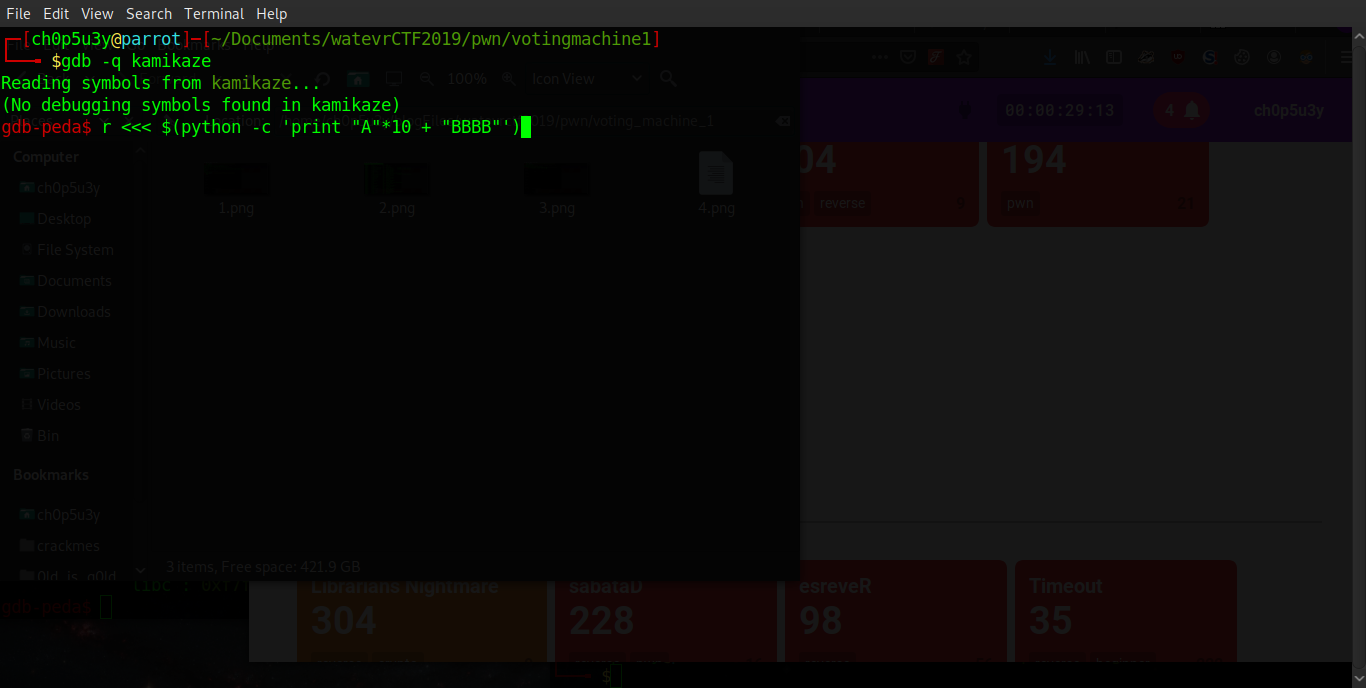 File Edit View Search Terminal Help
┌─[ch0p5u3y@parrot]─[~/Documents/watevrCTF2019/pwn/votingmachine1]
└──╼ $gdb -q kamikaze
Reading symbols from kamikaze...
(No debugging symbols found in kamikaze)
gdb-peda$ r <<< $(python -c 'print "A"*10 + "BBBB"')
100% Icon View
2019/pwn/voting_machine_1
00:00:29:13 4 ch0p5u3y
Computer
ch0p5u3y
Desktop
File System
Documents
Downloads
Music
Pictures
Videos
Bin
Bookmarks
ch0p5u3y
crackmes
0ld_is_g0ld
1.png 2.png 3.png 4.png
3 items, Free space: 421.9 GB
04 194
reverse pwn
gdb-peda$
Librarians Nightmare sabataD esreveR Timeout
304 228 98 35
$